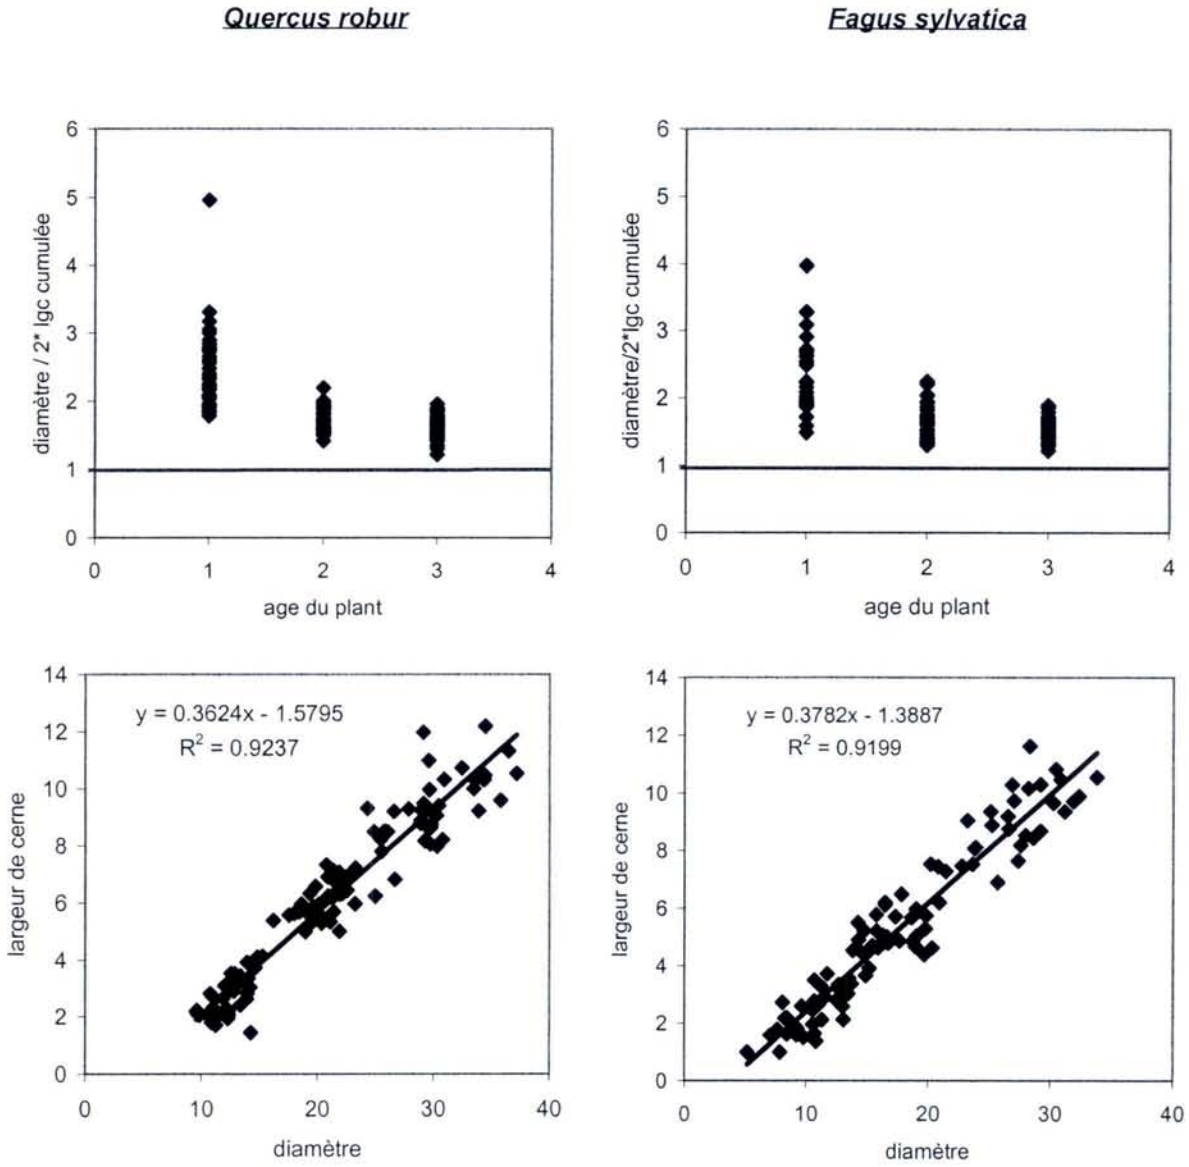 Quercus robur
Fagus sylvatica
diamètre / 2* lgc cumulée
6
5
4
3
2
1
0
0 1 2 3 4
age du plant
diamètre/2*lgc cumulée
6
5
4
3
2
1
0
0 1 2 3 4
age du plant
largeur de cerne
14
12
10
8
6
4
2
0
y = 0.3624x - 1.5795
R² = 0.9237
0 10 20 30 40
diamètre
largeur de cerne
14
12
10
8
6
4
2
0
y = 0.3782x - 1.3887
R² = 0.9199
0 10 20 30 40
diamètre